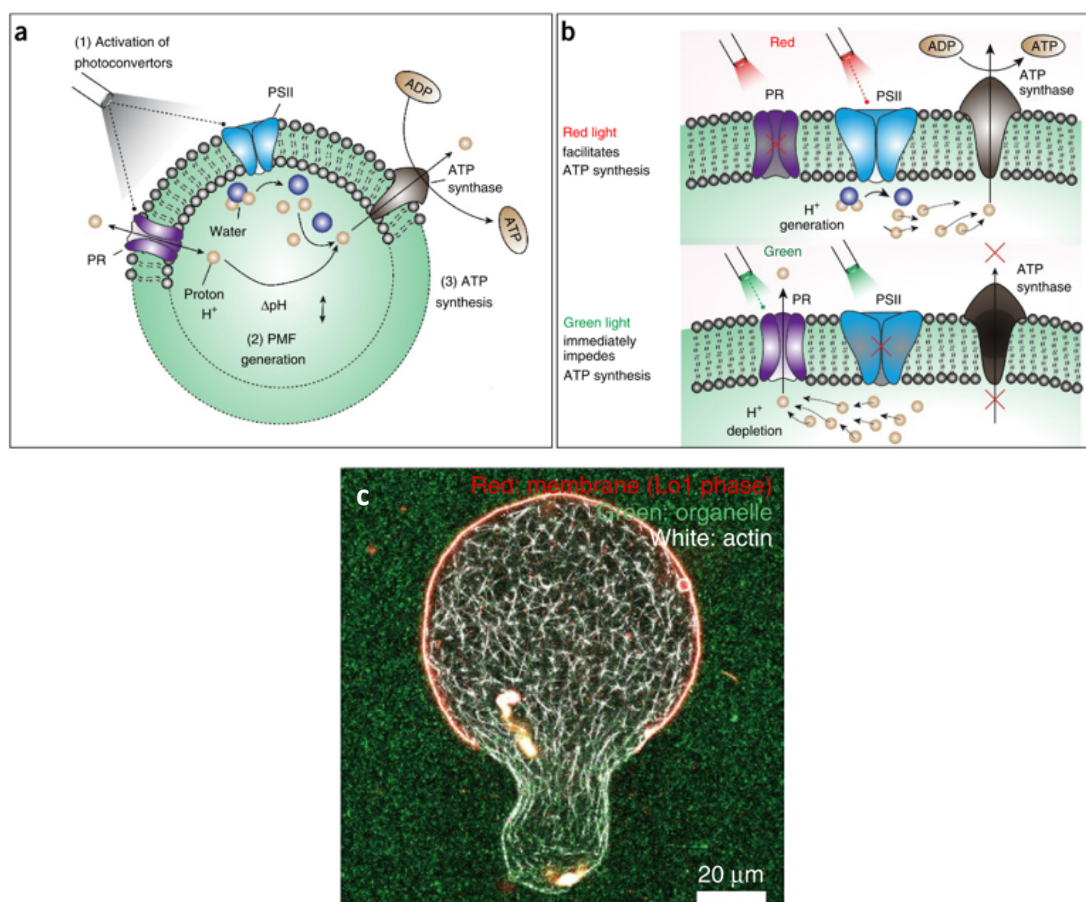 a
(1) Activation of
photoconvertors
PSII
ADP
ATP
synthase
ATP
Water
PR
Proton
H+
ΔpH
(2) PMF
generation
(3) ATP
synthesis
b
Red
ADP
ATP
PR
PSII
ATP
synthase
Red light
facilitates
ATP synthesis
H+
generation
Green
PR
PSII
ATP
synthase
Green light
immediately
impedes
ATP synthesis
H+
depletion
c
Red: membrane (Lo1 phase)
Green: organelle
White: actin
20 μm